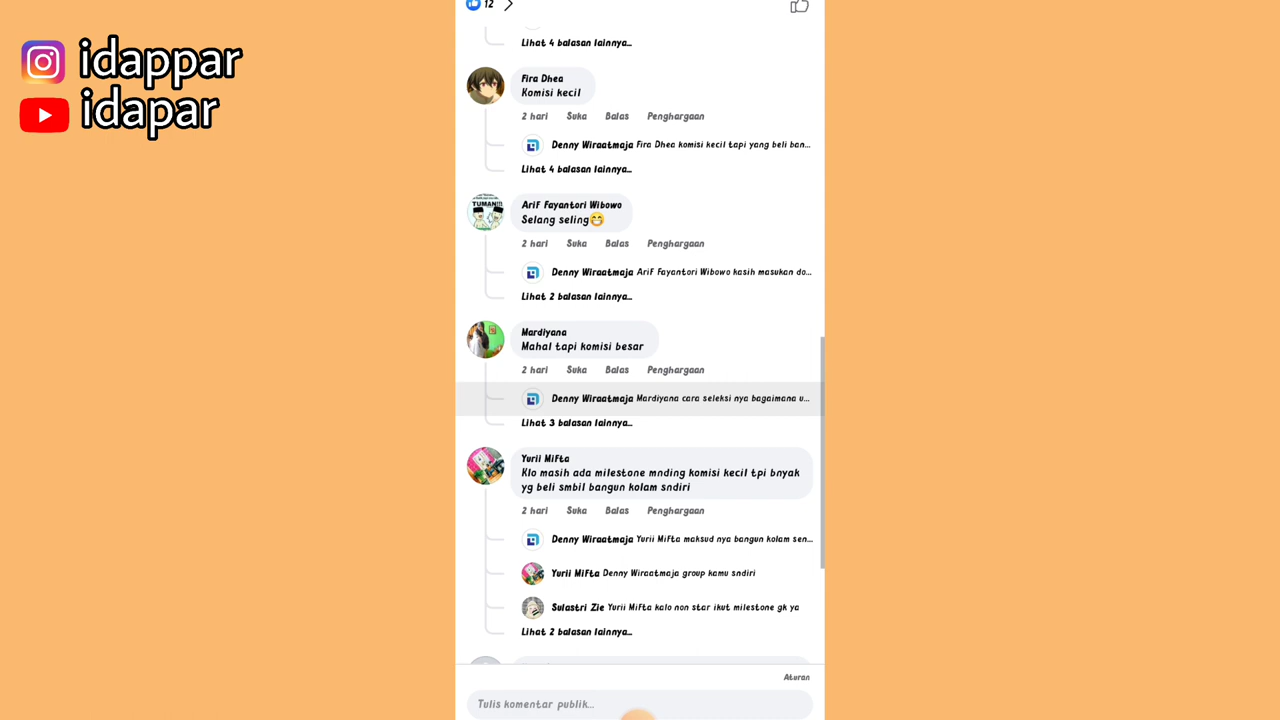 idappar
idapar
12
Lihat 4 balasan lainnya...
Fira Dhea
Komisi kecil
2 hari Suka Balas Penghargaan
Denny Wiraatmaja Fira Dhea komisi kecil tapi yang beli ban...
Lihat 4 balasan lainnya...
TUMAN!!!
Arif Fayantori Wibowo
Selang seling😁
2 hari Suka Balas Penghargaan
Denny Wiraatmaja Arif Fayantori Wibowo kasih masukan do...
Lihat 2 balasan lainnya...
Mardiyana
Mahal tapi komisi besar
2 hari Suka Balas Penghargaan
Denny Wiraatmaja Mardiyana cara seleksi nya bagaimana u...
Lihat 3 balasan lainnya...
Yurii Mifta
Klo masih ada milestone mnding komisi kecil tpi bnyak
yg beli smbil bangun kolam sndiri
2 hari Suka Balas Penghargaan
Denny Wiraatmaja Yurii Mifta maksud nya bangun kolam sen...
Yurii Mifta Denny Wiraatmaja group kamu sndiri
Sulastri Zie Yurii Mifta kalo non star ikut milestone gk ya
Lihat 2 balasan lainnya...
Aturan
Tulis komentar publik...